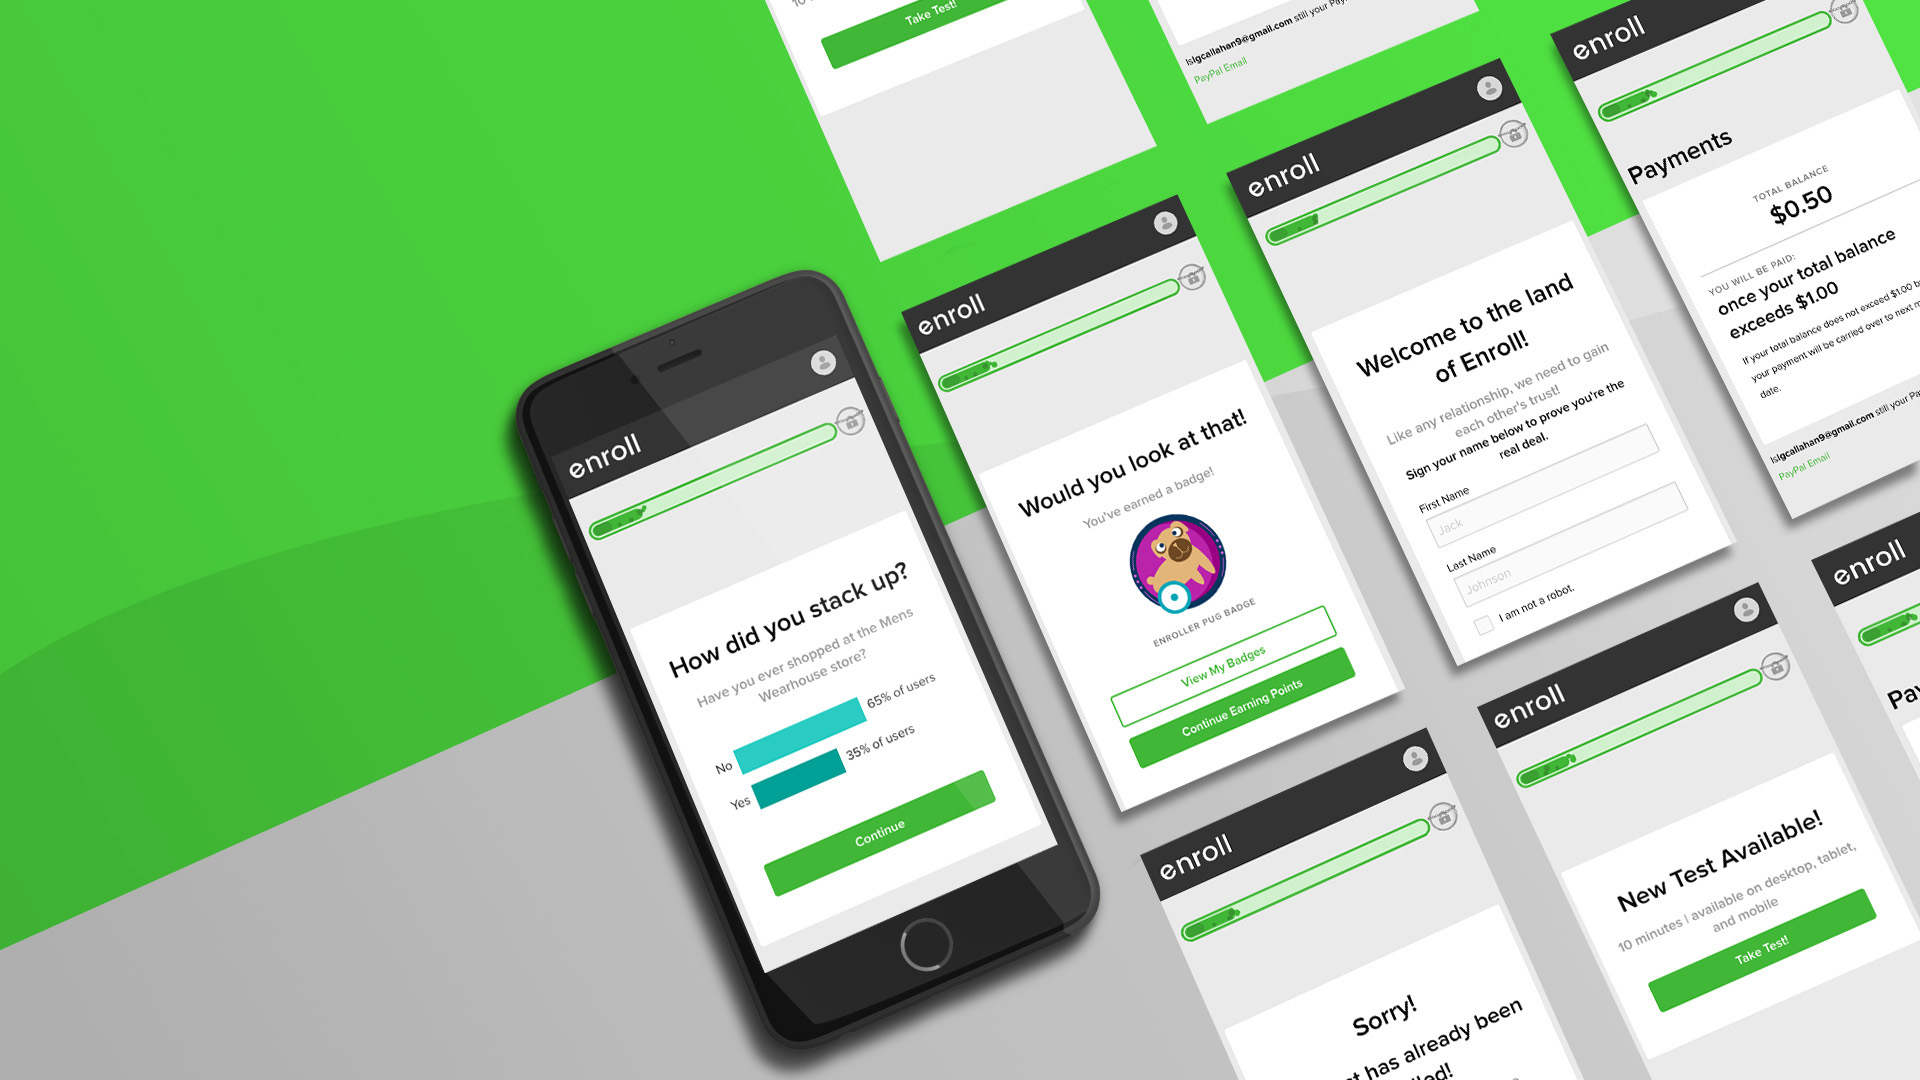 Take Test!
Islgcallahan9@gmail.com still your Pay
PayPal Email
enroll
Payments
TOTAL BALANCE
$0.50
YOU WILL BE PAID:
once your total balance
exceeds $1.00
If your total balance does not exceed $1.00 b
your payment will be carried over to next m
date.
Islgcallahan9@gmail.com still your Pa
PayPal Email
enroll
Welcome to the land
of Enroll!
Like any relationship, we need to gain
each other's trust!
Sign your name below to prove you're the
real deal.
First Name
Jack
Last Name
Johnson
I am not a robot.
enroll
Would you look at that!
You've earned a badge!
ENROLLER PUG BADGE
View My Badges
Continue Earning Points
enroll
How did you stack up?
Have you ever shopped at the Mens
Wearhouse store?
No 65% of users
Yes 35% of users
Continue
enroll
Sorry!
t has already been
led!
enroll
New Test Available!
10 minutes | available on desktop, tablet,
and mobile
Take Test!
enroll
Pay